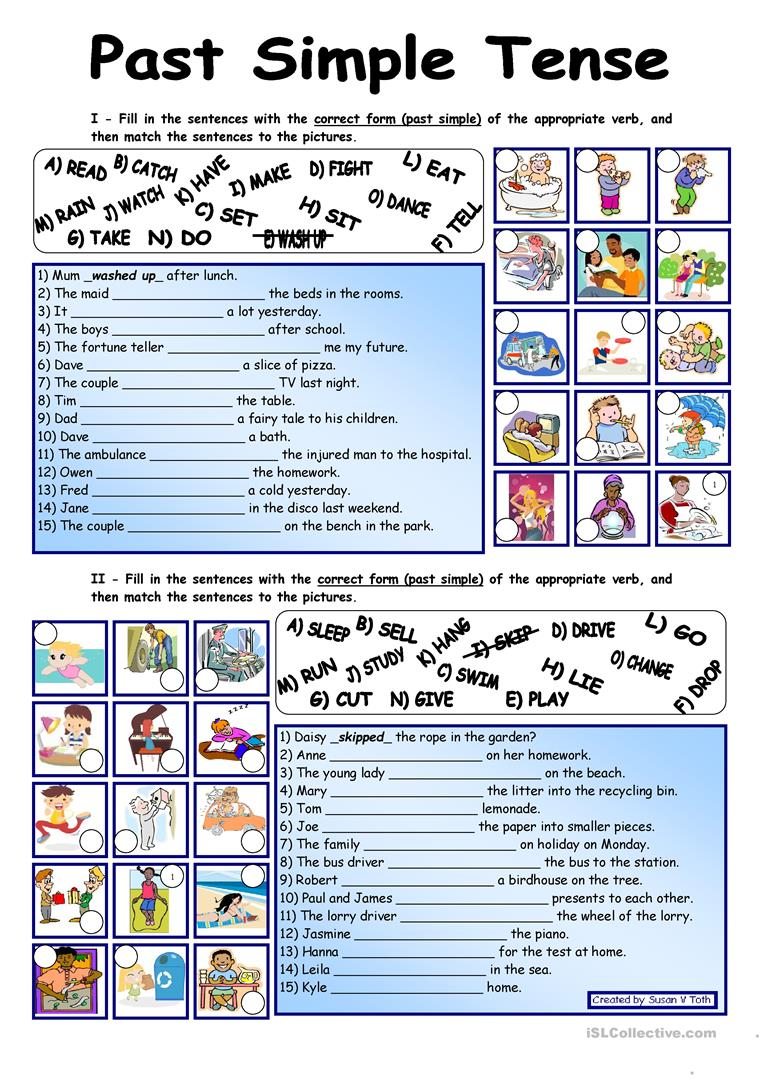 Past Simple Tense
I - Fill in the sentences with the correct form (past simple) of the appropriate verb, and
then match the sentences to the pictures.
A) READ B) CATCH K) HAVE I) MAKE D) FIGHT L) EAT
M) RAIN J) WATCH C) SET H) SIT O) DANCE F) TELL
G) TAKE N) DO E) WASH UP
1) Mum _washed up_ after lunch.
2) The maid ____________________ the beds in the rooms.
3) It ____________________ a lot yesterday.
4) The boys ____________________ after school.
5) The fortune teller ____________________ me my future.
6) Dave ____________________ a slice of pizza.
7) The couple ____________________ TV last night.
8) Tim ____________________ the table.
9) Dad ____________________ a fairy tale to his children.
10) Dave ____________________ a bath.
11) The ambulance _________________ the injured man to the hospital.
12) Owen ____________________ the homework.
13) Fred ____________________ a cold yesterday.
14) Jane ____________________ in the disco last weekend.
15) The couple ____________________ on the bench in the park.
1
II - Fill in the sentences with the correct form (past simple) of the appropriate verb, and
then match the sentences to the pictures.
A) SLEEP B) SELL K) HANG I) SKIP D) DRIVE L) GO
M) RUN J) STUDY C) SWIM H) LIE O) CHANGE F) DROP
G) CUT N) GIVE E) PLAY
zzzz
1
1) Daisy _skipped_ the rope in the garden?
2) Anne ____________________ on her homework.
3) The young lady ____________________ on the beach.
4) Mary ____________________ the litter into the recycling bin.
5) Tom ____________________ lemonade.
6) Joe ____________________ the paper into smaller pieces.
7) The family ____________________ on holiday on Monday.
8) The bus driver ____________________ the bus to the station.
9) Robert ____________________ a birdhouse on the tree.
10) Paul and James ____________________ presents to each other.
11) The lorry driver ____________________ the wheel of the lorry.
12) Jasmine ____________________ the piano.
13) Hanna ____________________ for the test at home.
14) Leila ____________________ in the sea.
15) Kyle ____________________ home.
Created by Susan V Toth
iSLCollective.com